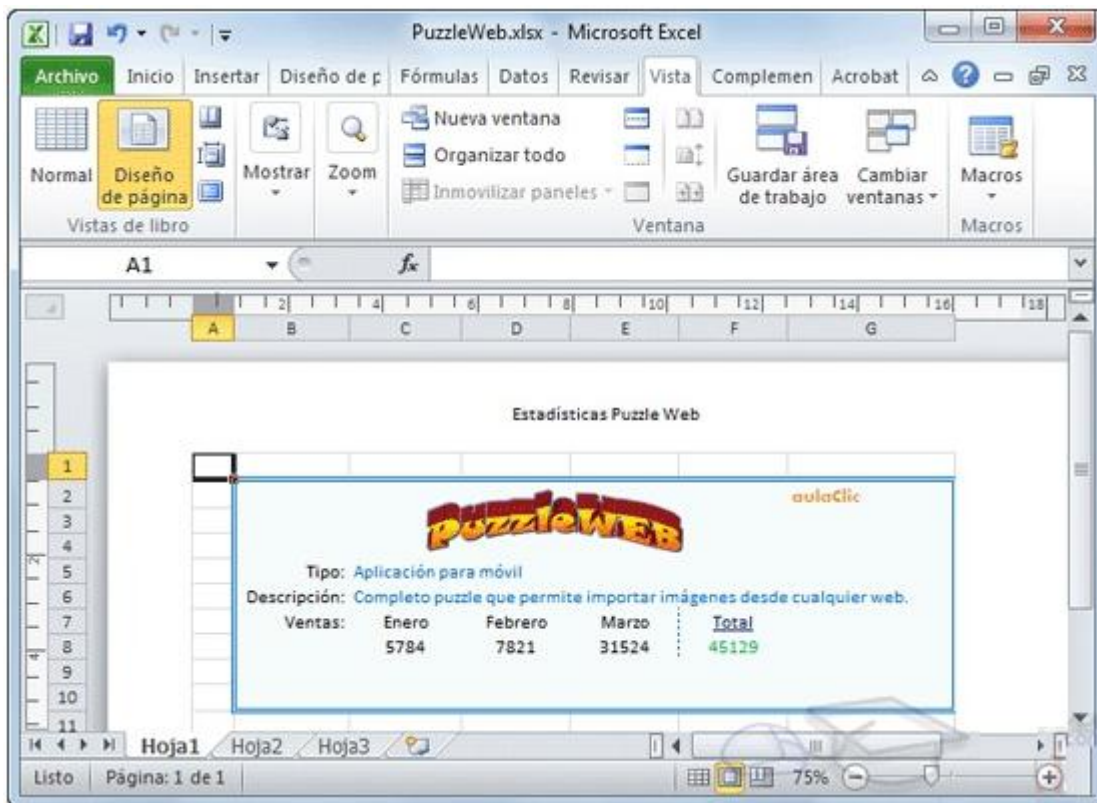 PuzzleWeb.xlsx - Microsoft Excel
Archivo Inicio Insertar Diseño de p Fórmulas Datos Revisar Vista Complemen Acrobat
Normal
Diseño de página
Mostrar
Zoom
Nueva ventana
Organizar todo
Inmovilizar paneles
Guardar área de trabajo
Cambiar ventanas
Macros
Vistas de libro
Ventana
Macros
A1
fx
2 4 6 8 10 12 14 16 18
A B C D E F G
Estadísticas Puzzle Web
1
2
aulaClic
3
PuzzleWEB
4
5
Tipo: Aplicación para móvil
6
Descripción: Completo puzzle que permite importar imágenes desde cualquier web.
7
Ventas: Enero Febrero Marzo Total
8
5784 7821 31524 45129
9
10
11
2
4
Hoja1 Hoja2 Hoja3
Listo Página: 1 de 1
75%